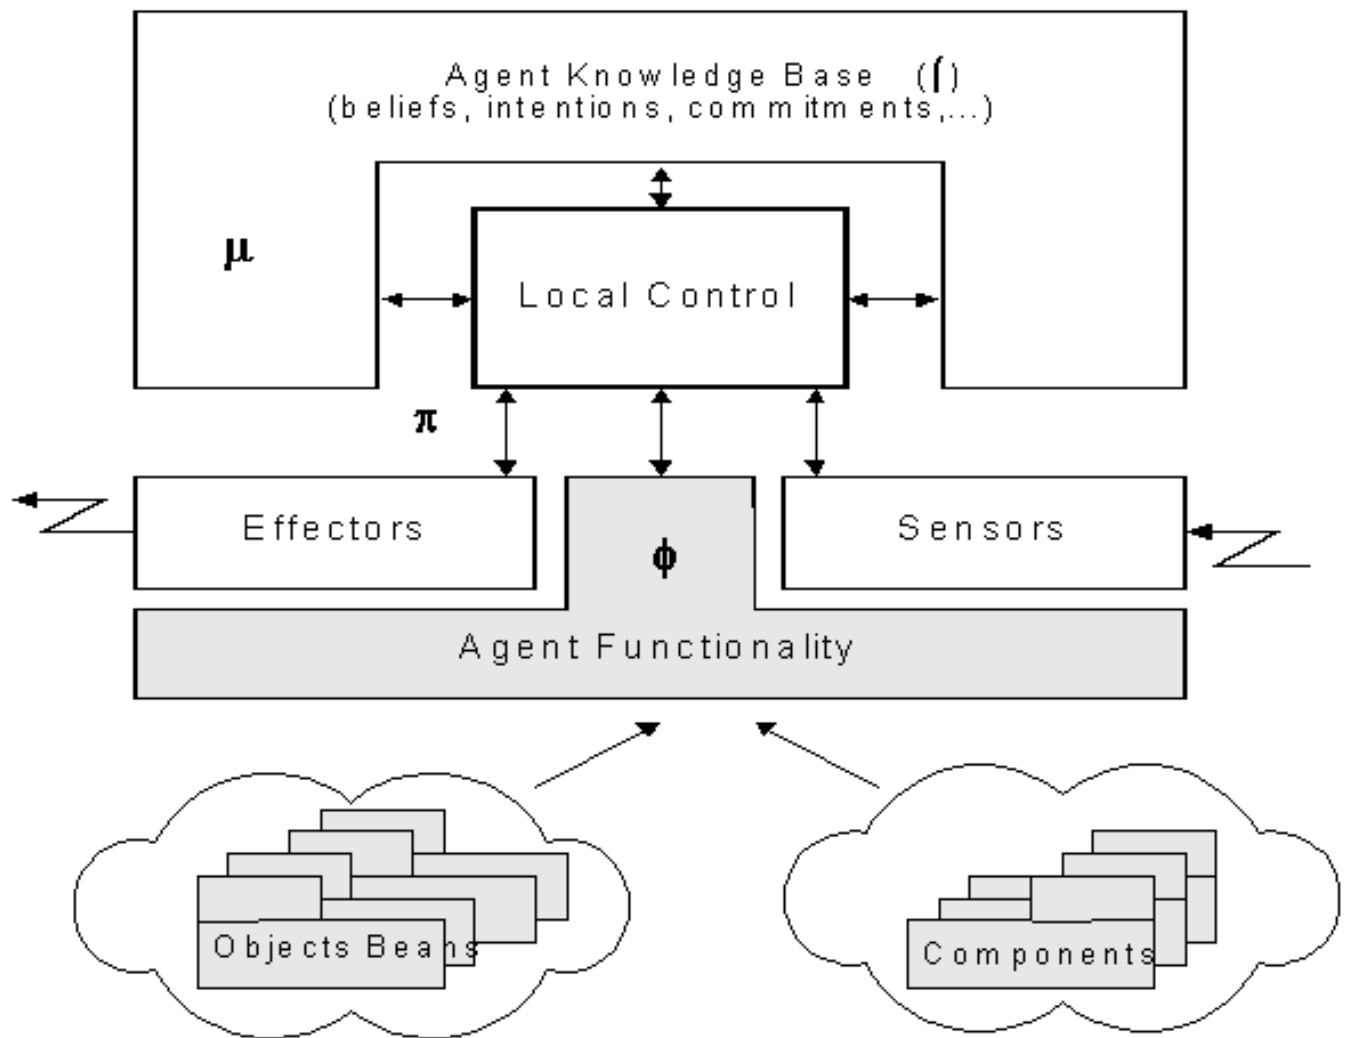 Agent Knowledge Base (⌠)
(beliefs, intentions, commitments,...)
μ
Local Control
π
Effectors
Sensors
ϕ
Agent Functionality
Objects Beans
Components